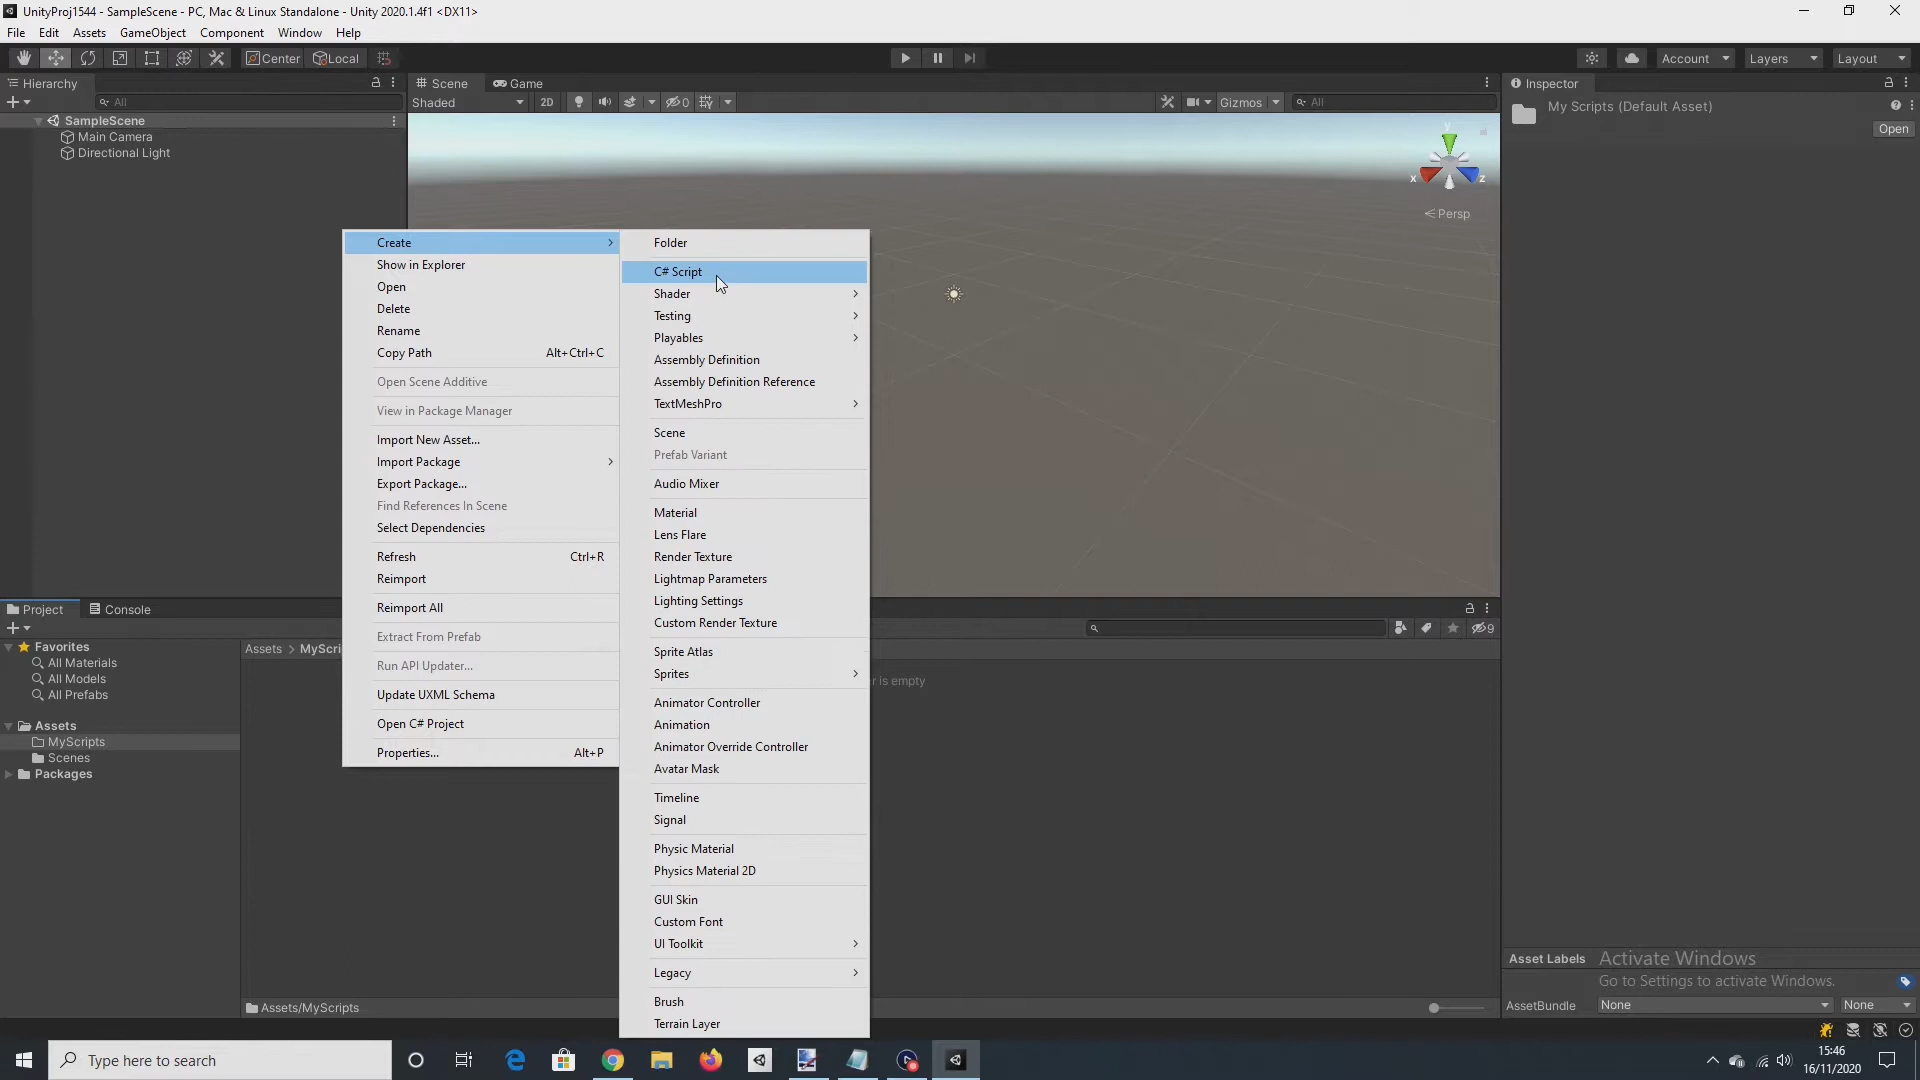 UnityProj1544 - SampleScene - PC, Mac & Linux Standalone - Unity 2020.1.4f1 <DX11>
File Edit Assets GameObject Component Window Help
Center Local Account Layers Layout
Hierarchy
All
SampleScene
Main Camera
Directional Light
Scene Game
Shaded 2D 0 Gizmos All
y
x
z
Persp
Inspector
My Scripts (Default Asset)
Open
Create
Show in Explorer
Open
Delete
Rename
Copy Path Alt+Ctrl+C
Open Scene Additive
View in Package Manager
Import New Asset...
Import Package
Export Package...
Find References In Scene
Select Dependencies
Refresh Ctrl+R
Reimport
Reimport All
Extract From Prefab
Run API Updater...
Update UXML Schema
Open C# Project
Properties... Alt+P
Folder
C# Script
Shader
Testing
Playables
Assembly Definition
Assembly Definition Reference
TextMeshPro
Scene
Prefab Variant
Audio Mixer
Material
Lens Flare
Render Texture
Lightmap Parameters
Lighting Settings
Custom Render Texture
Sprite Atlas
Sprites
Animator Controller
Animation
Animator Override Controller
Avatar Mask
Timeline
Signal
Physic Material
Physics Material 2D
GUI Skin
Custom Font
UI Toolkit
Legacy
Brush
Terrain Layer
Project Console
9
Favorites
All Materials
All Models
All Prefabs
Assets
MyScripts
Scenes
Packages
Assets > MyScri
r is empty
Assets/MyScripts
Asset Labels
Activate Windows
Go to Settings to activate Windows.
AssetBundle None None
Type here to search
15:46
16/11/2020